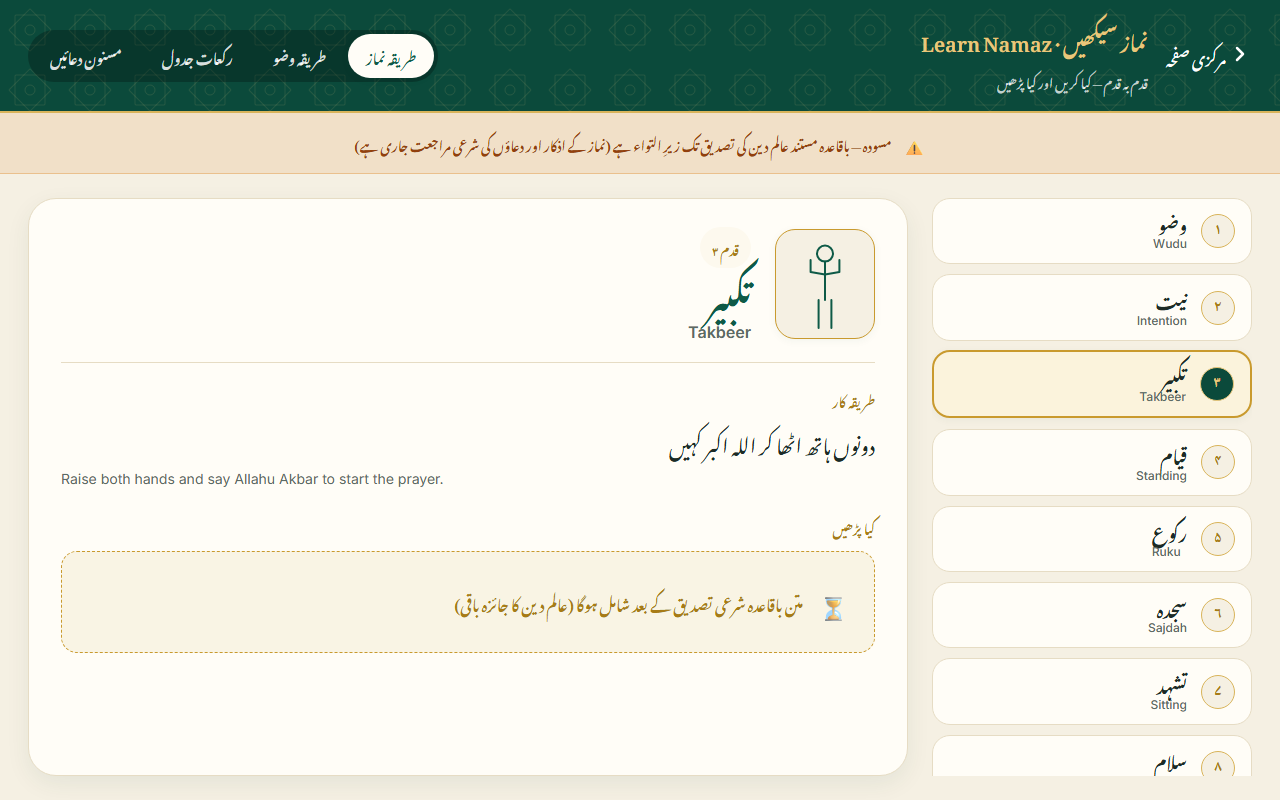 مرکزی صفحہ
نماز سیکھیں · Learn Namaz
قدم بہ قدم — کیا کریں اور کیا پڑھیں
طریقہ نماز
طریقہ وضو
رکعات جدول
مسنون دعائیں
مسودہ — باقاعدہ مستند عالم دین کی تصدیق تک زیرِ التواء ہے (نماز کے اذکار اور دعاؤں کی شرعی مراجعت جاری ہے)
۱
وضو
Wudu
۲
نیت
Intention
۳
تکبیر
Takbeer
۴
قیام
Standing
۵
رکوع
Ruku
۶
سجدہ
Sajdah
۷
تشہد
Sitting
۸
سلام
قدم ۳
تکبیر
Takbeer
طریقہ کار
دونوں ہاتھ اٹھا کر اللہ اکبر کہیں
Raise both hands and say Allahu Akbar to start the prayer.
کیا پڑھیں
متن باقاعدہ شرعی تصدیق کے بعد شامل ہوگا (عالم دین کا جائزہ باقی)